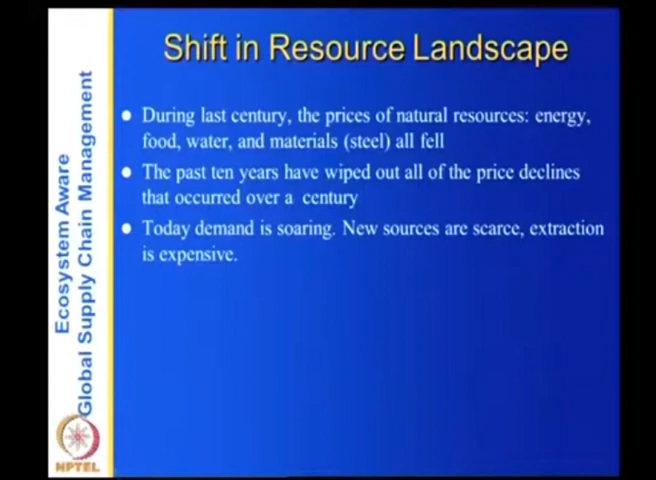 Shift in Resource Landscape
During last century, the prices of natural resources: energy,
food, water, and materials (steel) all fell
The past ten years have wiped out all of the price declines
that occurred over a century
Today demand is soaring. New sources are scarce, extraction
is expensive.
Ecosystem Aware
Global Supply Chain Management
NPTEL